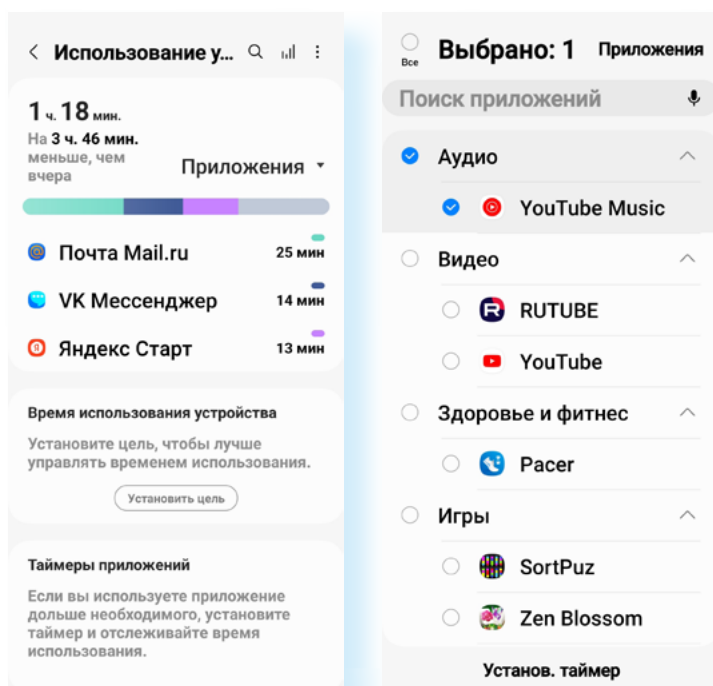 Использование у...
1 ч. 18 мин.
На 3 ч. 46 мин.
меньше, чем
вчера
Приложения
Почта Mail.ru 25 мин
VK Мессенджер 14 мин
Яндекс Старт 13 мин
Время использования устройства
Установите цель, чтобы лучше
управлять временем использования.
Установить цель
Таймеры приложений
Если вы используете приложение
дольше необходимого, установите
таймер и отслеживайте время
использования.
Все
Выбрано: 1 Приложения
Поиск приложений
Аудио
YouTube Music
Видео
RUTUBE
YouTube
Здоровье и фитнес
Pacer
Игры
SortPuz
Zen Blossom
Установ. таймер